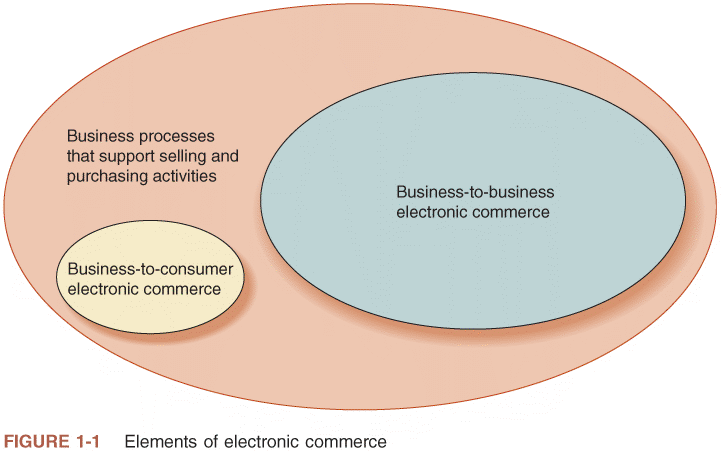 Business processes
that support selling and
purchasing activities
Business-to-business
electronic commerce
Business-to-consumer
electronic commerce
FIGURE 1-1 Elements of electronic commerce